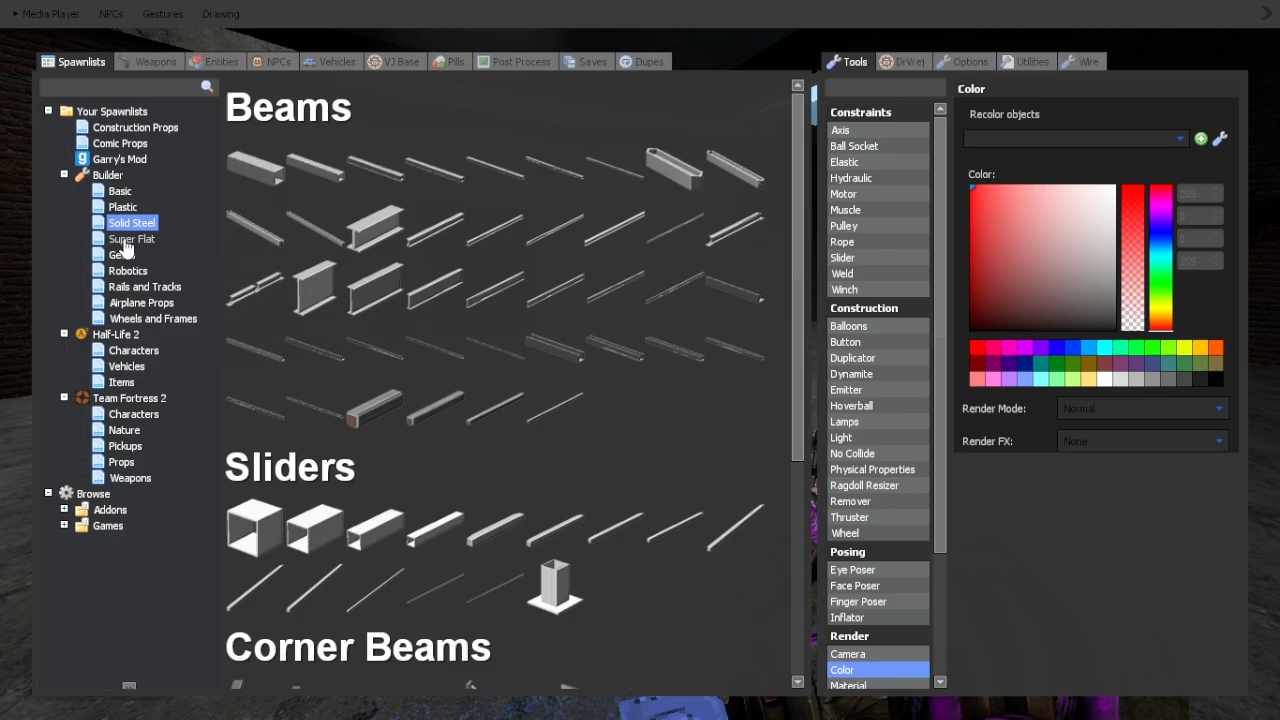 Media Player NPCs Gestures Drawing
Spawnlists Weapons Entities NPCs Vehicles VJ Base Pills Post Process Saves Dupes
Your Spawnlists
Construction Props
Comic Props
g Garry's Mod
Builder
Basic
Plastic
Solid Steel
Super Flat
Robotics
Rails and Tracks
Airplane Props
Wheels and Frames
Half-Life 2
Characters
Vehicles
Items
Team Fortress 2
Characters
Nature
Pickups
Props
Weapons
Browse
Addons
Games
Beams
Sliders
Corner Beams
Tools DrVrej Options Utilities Wire
Constraints
Axis
Ball Socket
Elastic
Hydraulic
Motor
Muscle
Pulley
Rope
Slider
Weld
Winch
Construction
Balloons
Button
Duplicator
Dynamite
Emitter
Hoverball
Lamps
Light
No Collide
Physical Properties
Ragdoll Resizer
Remover
Thruster
Wheel
Posing
Eye Poser
Face Poser
Finger Poser
Inflator
Render
Camera
Color
Material
Color
Recolor objects
Color:
255
0
0
255
Render Mode: Normal
Render FX: None